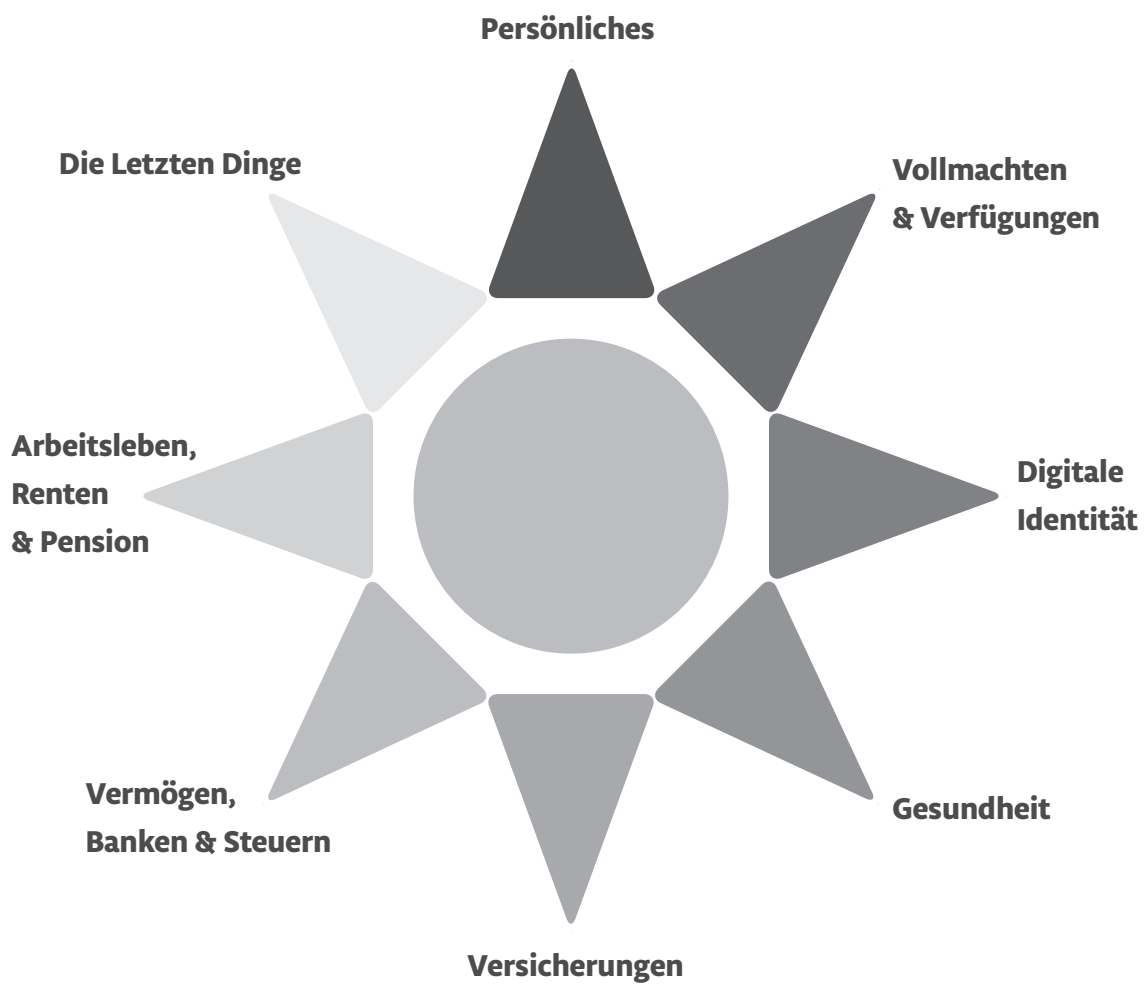 Persönliches
Vollmachten
& Verfügungen
Digitale
Identität
Gesundheit
Versicherungen
Vermögen,
Banken & Steuern
Arbeitsleben,
Renten
& Pension
Die Letzten Dinge